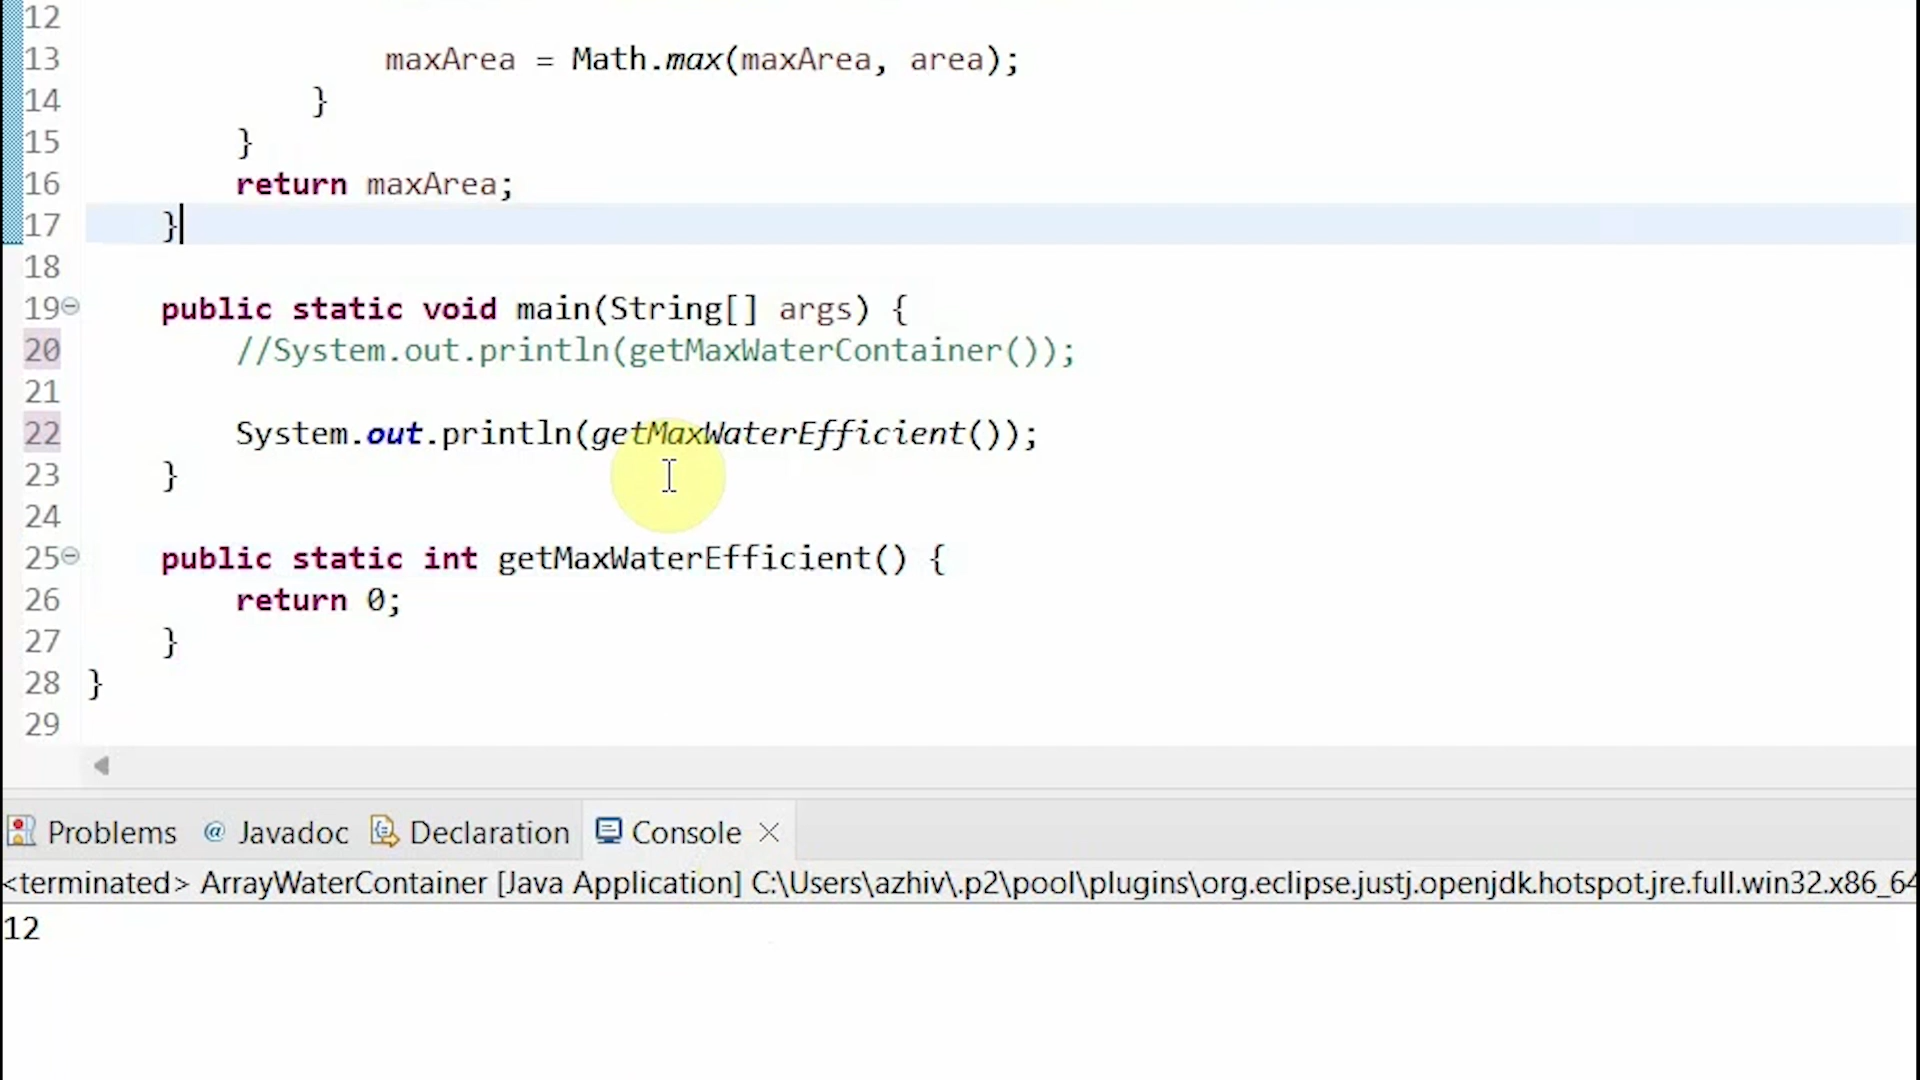 12
13 maxArea = Math.max(maxArea, area);
14 }
15 }
16 return maxArea;
17 }
18
19 public static void main(String[] args) {
20 //System.out.println(getMaxWaterContainer());
21
22 System.out.println(getMaxWaterEfficient());
23 }
24
25 public static int getMaxWaterEfficient() {
26 return 0;
27 }
28 }
29
Problems @ Javadoc Declaration Console
<terminated> ArrayWaterContainer [Java Application] C:\Users\azhiv\.p2\pool\plugins\org.eclipse.justj.openjdk.hotspot.jre.full.win32.x86_64
12